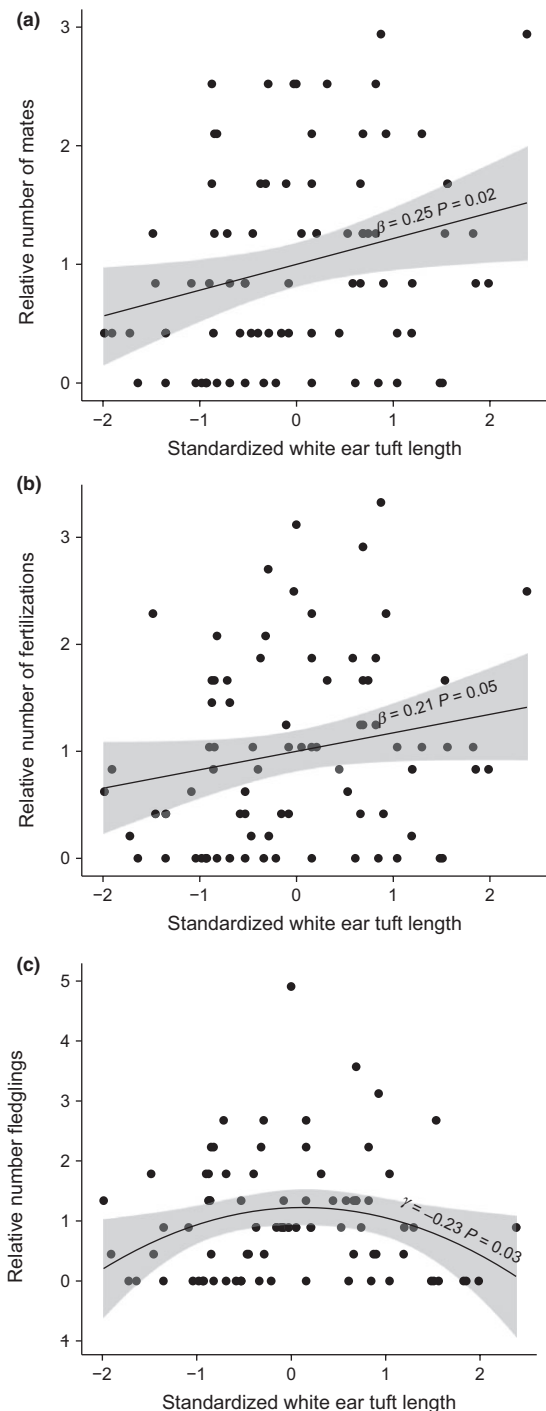 (a)
3
2
1
0
Relative number of mates
β = 0.25 P = 0.02
−2
−1
0
1
2
Standardized white ear tuft length
(b)
3
2
1
0
Relative number of fertilizations
β = 0.21 P = 0.05
−2
−1
0
1
2
Standardized white ear tuft length
(c)
5
4
3
2
1
0
Relative number fledglings
γ = −0.23 P = 0.03
−2
−1
0
1
2
Standardized white ear tuft length